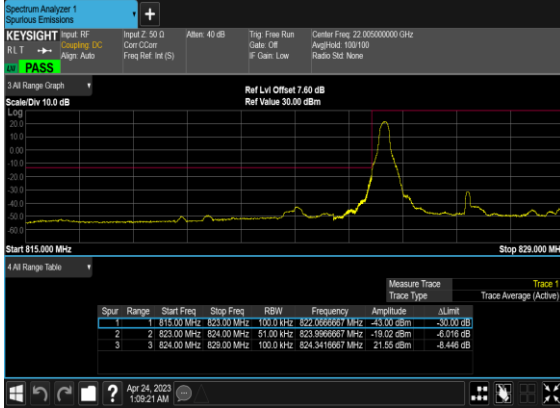 Spectrum Analyzer 1
Spurious Emissions
+
KEYSIGHT Input: RF Input Z: 50 Ω Atten: 40 dB Trig: Free Run Center Freq: 22.005000000 GHz
RLT Coupling: DC Corr CCorr Gate: Off Avg|Hold: 100/100
Align: Auto Freq Ref: Int (S) IF Gain: Low Radio Std: None
PASS
3 All Range Graph
Ref Lvl Offset 7.60 dB
Scale/Div 10.0 dB Ref Value 30.00 dBm
Log
20.0
10.0
0.00
-10.0
-20.0
-30.0
-40.0
-50.0
-60.0
Start 815.000 MHz Stop 829.000 MH
4 All Range Table
Measure Trace Trace 1
Trace Type Trace Average (Active)
Spur Range Start Freq Stop Freq RBW Frequency Amplitude ΔLimit
1 1 815.00 MHz 823.00 MHz 100.0 kHz 822.0666667 MHz -43.00 dBm -30.00 dB
2 2 823.00 MHz 824.00 MHz 51.00 kHz 823.9966667 MHz -19.02 dBm -6.016 dB
3 3 824.00 MHz 829.00 MHz 100.0 kHz 824.3416667 MHz 21.55 dBm -8.446 dB
? Apr 24, 2023
1:09:21 AM